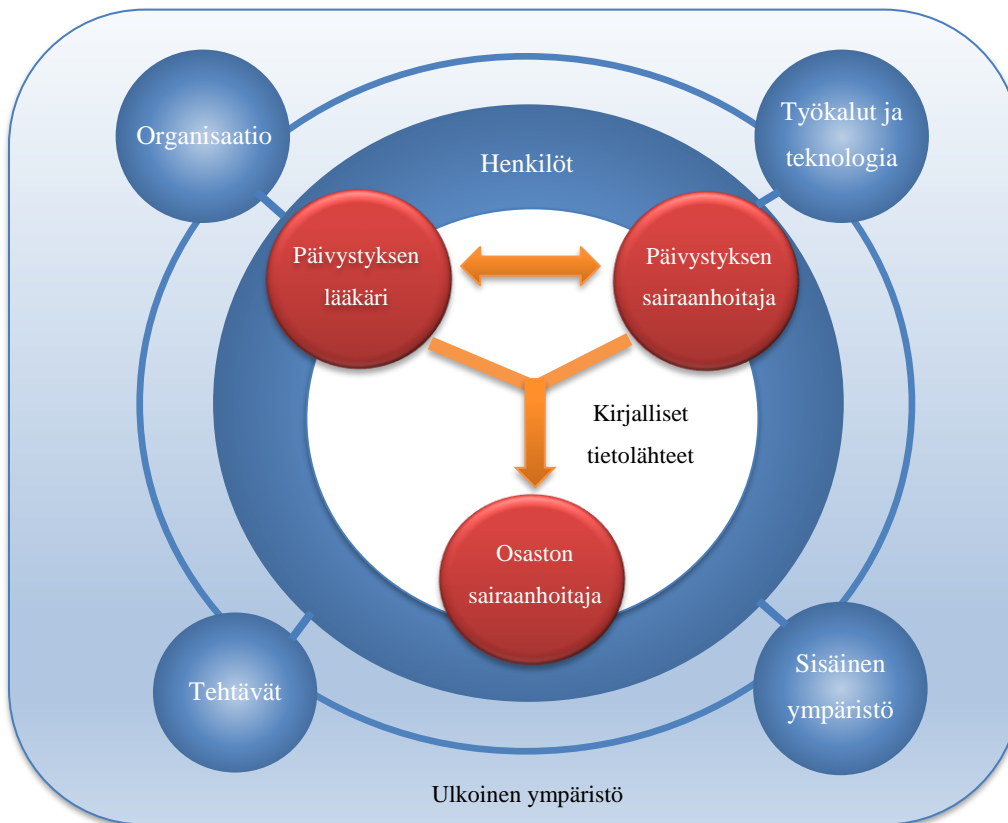 Organisaatio
Työkalut ja
teknologia
Henkilöt
Päivystyksen
lääkäri
Päivystyksen
sairaanhoitaja
Kirjalliset
tietolähteet
Osaston
sairaanhoitaja
Tehtävät
Sisäinen
ympäristö
Ulkoinen ympäristö